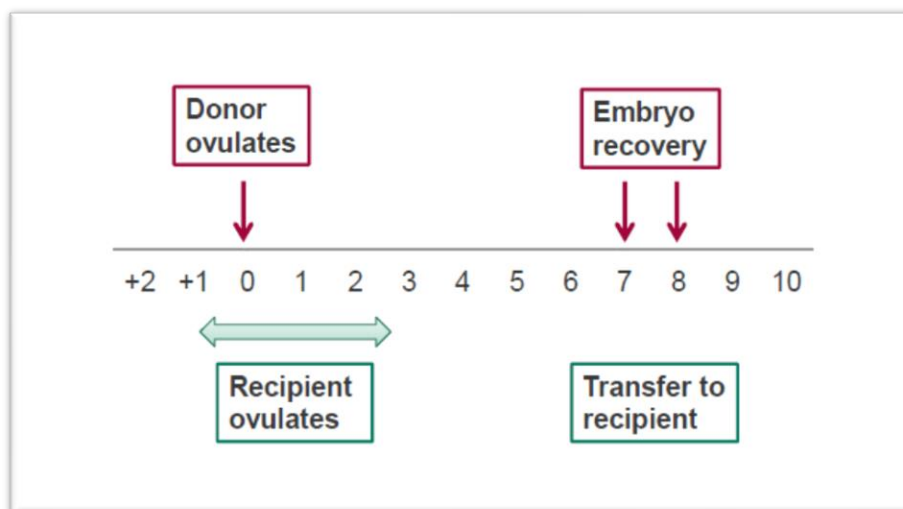 Donor
ovulates
Embryo
recovery
+2 +1 0 1 2 3 4 5 6 7 8 9 10
Recipient
ovulates
Transfer to
recipient